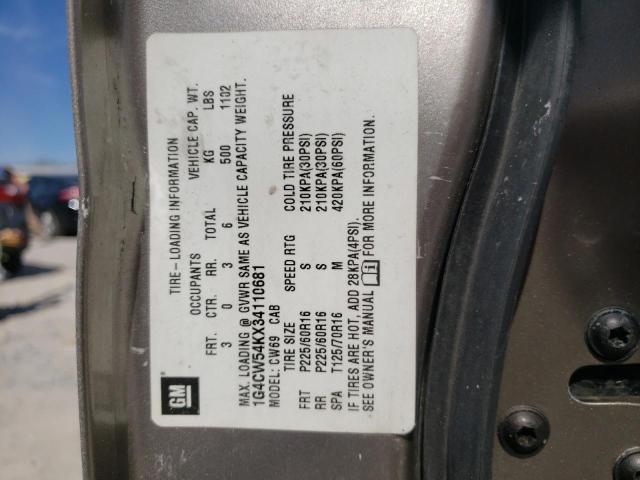 GM
TIRE-LOADING INFORMATION
OCCUPANTS VEHICLE CAP. WT.
FRT. CTR. RR. TOTAL KG LBS
3 0 3 6 500 1102
MAX. LOADING @ GVWR SAME AS VEHICLE CAPACITY WEIGHT.
1G4CW54KX34110681
MODEL: CW69 CAB
TIRE SIZE SPEED RTG COLD TIRE PRESSURE
FRT P225/60R16 S 210KPA(30PSI)
RR P225/60R16 S 210KPA(30PSI)
SPA T125/70R16 M 420KPA(60PSI)
IF TIRES ARE HOT, ADD 28KPA(4PSI).
SEE OWNER'S MANUAL FOR MORE INFORMATION.